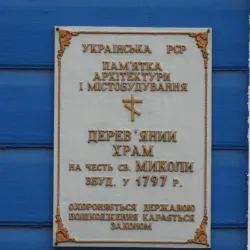 УКРАЇНСЬКА РСР
ПАМ'ЯТКА
АРХІТЕКТУРИ
І МІСТОБУДУВАННЯ
ДЕРЕВ'ЯНИЙ
ХРАМ
НА ЧЕСТЬ СВ. МИКОЛИ
ЗБУД. У 1797 Р.
ОХОРОНЯЄТЬСЯ ДЕРЖАВОЮ
ПОШКОДЖЕННЯ КАРАЄТЬСЯ
ЗАКОНОМ